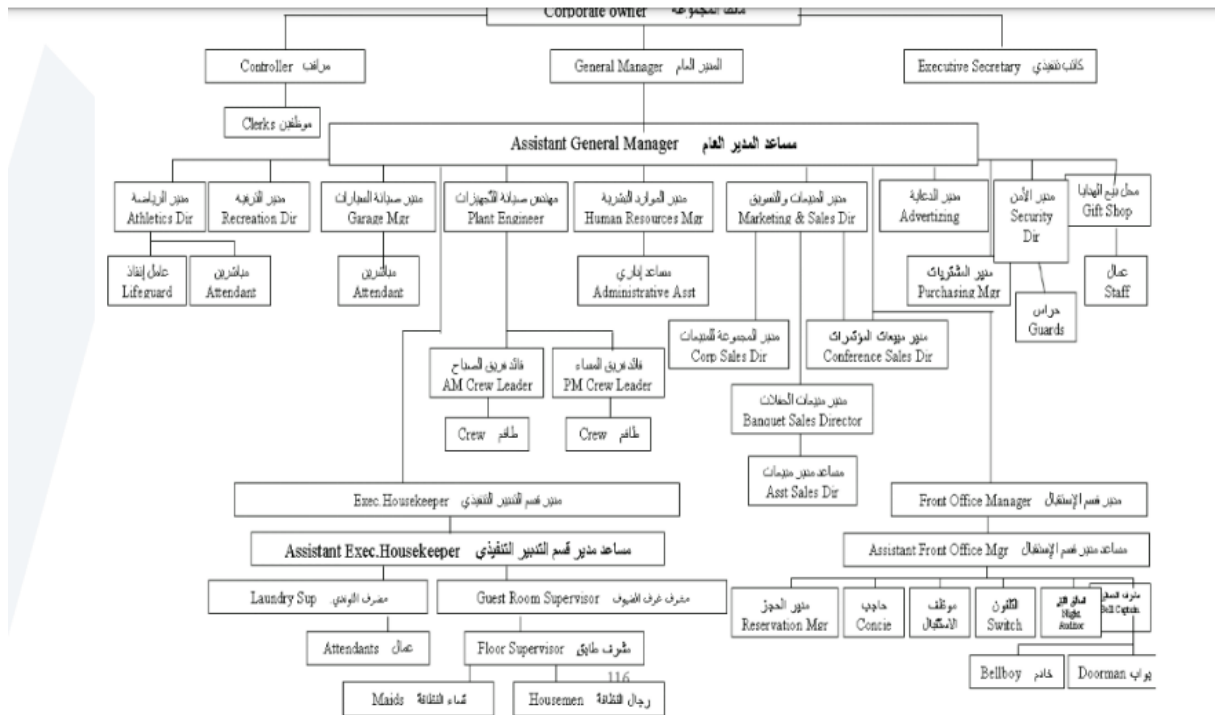 Corporate owner
Controller مراقب
General Manager المدير العام
Executive Secretary كاتب تنفيذي
Clerks موظفين
Assistant General Manager مساعد المدير العام
مدير الرياضة
Athletics Dir
مدير الترفيه
Recreation Dir
مدير صيانة السيارات
Garage Mgr
مهندس صيانة التجهيزات
Plant Engineer
مدير الموارد البشرية
Human Resources Mgr
مدير المبيعات والتسويق
Marketing & Sales Dir
مدير الدعاية
Advertizing
مدير الأمن
Security
Dir
محل بيع الهدايا
Gift Shop
عامل إنقاذ
Lifeguard
مباشرين
Attendant
مباشرين
Attendant
مساعد إداري
Administrative Asst
مدير المشتريات
Purchasing Mgr
حراس
Guards
عمال
Staff
مدير المجموعة للمبيعات
Corp Sales Dir
مدير مبيعات المؤتمرات
Conference Sales Dir
قائد فريق الصباح
AM Crew Leader
قائد فريق المساء
PM Crew Leader
مدير مبيعات الحفلات
Banquet Sales Director
Crew طاقم
Crew طاقم
مساعد مدير مبيعات
Asst Sales Dir
Exec.Housekeeper مدير قسم التدبير التنفيذي
Front Office Manager مدير قسم الإستقبال
Assistant Exec.Housekeeper مساعد مدير قسم التدبير التنفيذي
Assistant Front Office Mgr مساعد مدير قسم الإستقبال
Laundry Sup مشرف اللوندي
Guest Room Supervisor مشرف غرف الضيوف
مدير الحجز
Reservation Mgr
حاجب
Concie
موظف
الاستقبال
التلفون
Switch
Night
Auditor
Bell Captain
Attendants عمال
Floor Supervisor مشرف طابق
Bellboy خادم
Doorman بواب
116
Maids نساء النظافة
Housemen رجال النظافة